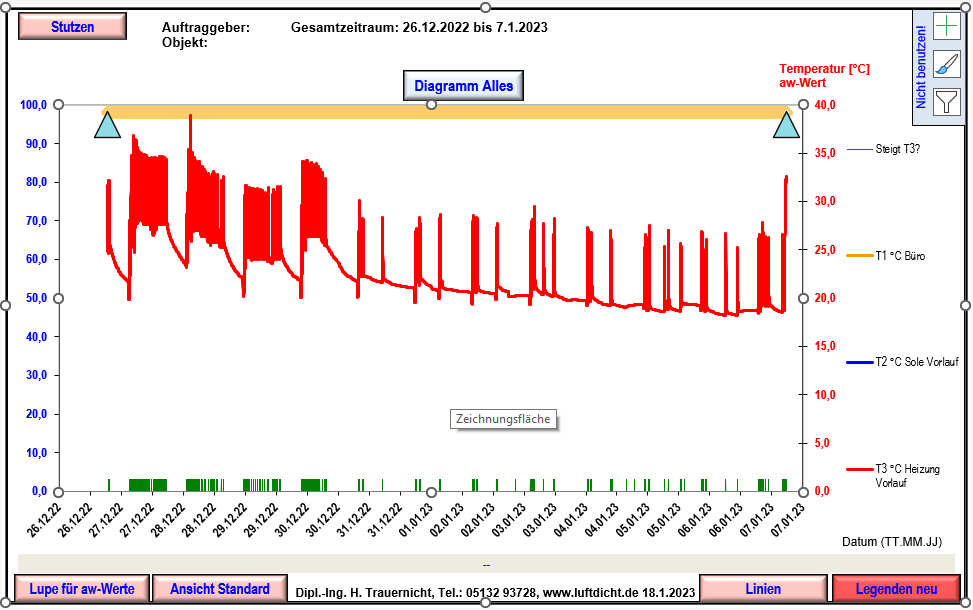 Stutzen
Auftraggeber:
Gesamtzeitraum: 26.12.2022 bis 7.1.2023
Objekt:
Nicht benutzen!
Diagramm Alles
Temperatur [°C]
aw-Wert
100,0
90,0
80,0
70,0
60,0
50,0
40,0
30,0
20,0
10,0
0,0
40,0
35,0
30,0
25,0
20,0
15,0
10,0
5,0
0,0
Steigt T3?
T1 °C Büro
T2 °C Sole Vorlauf
T3 °C Heizung
Vorlauf
Zeichnungsfläche
26.12.22
26.12.22
27.12.22
27.12.22
28.12.22
28.12.22
29.12.22
29.12.22
30.12.22
30.12.22
31.12.22
31.12.22
01.01.23
01.01.23
02.01.23
02.01.23
03.01.23
03.01.23
04.01.23
04.01.23
05.01.23
05.01.23
06.01.23
07.01.23
07.01.23
Datum (TT.MM.JJ)
--
Lupe für aw-Werte
Ansicht Standard
Dipl.-Ing. H. Trauernicht, Tel.: 05132 93728, www.luftdicht.de 18.1.2023
Linien
Legenden neu